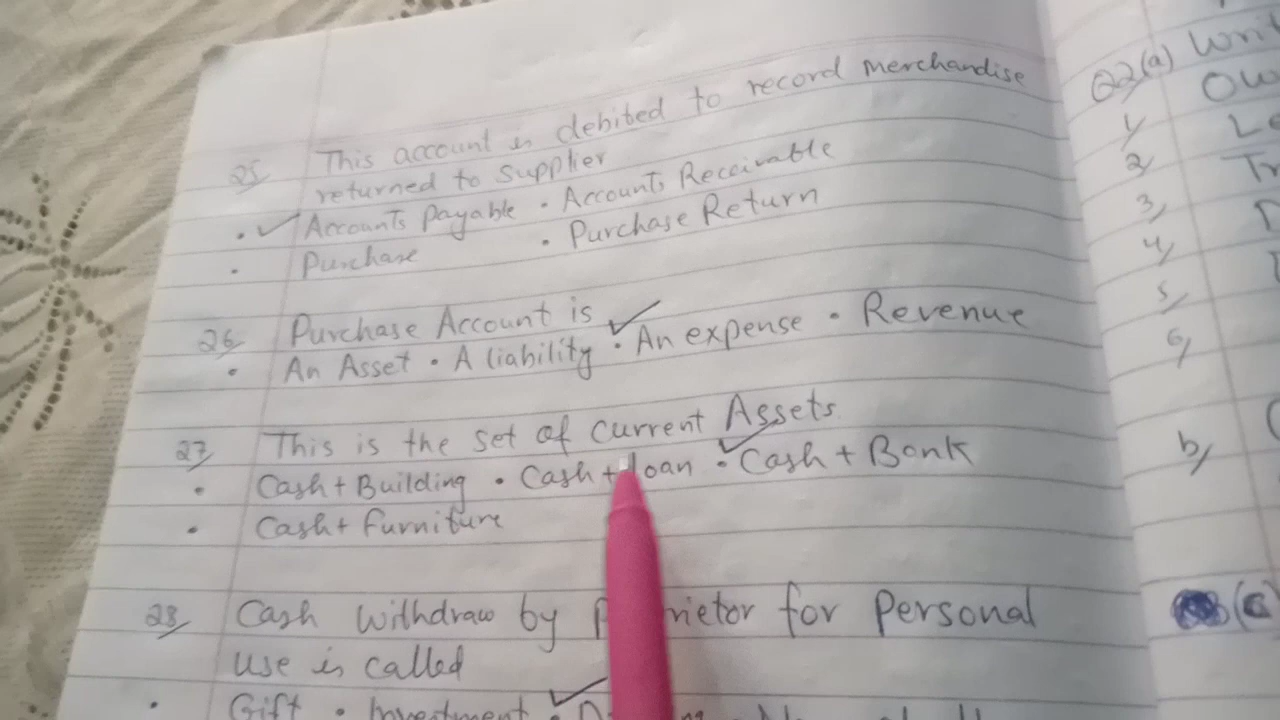 25/ This account is debited to record Merchandise
returned to supplier
• ✓ Accounts Payable • Accounts Receivable
• Purchase • Purchase Return
26/ Purchase Account is
• An Asset • A liability • ✓ An expense • Revenue
27/ This is the set of Current Assets
• Cash + Building • Cash + loan • ✓ Cash + Bank
• Cash + furniture
28/ Cash withdraw by for Personal
use is called
• Gift • Investment • ✓
Q2(a)
1/
2/
3/
4/
5/
6/
b/
(c